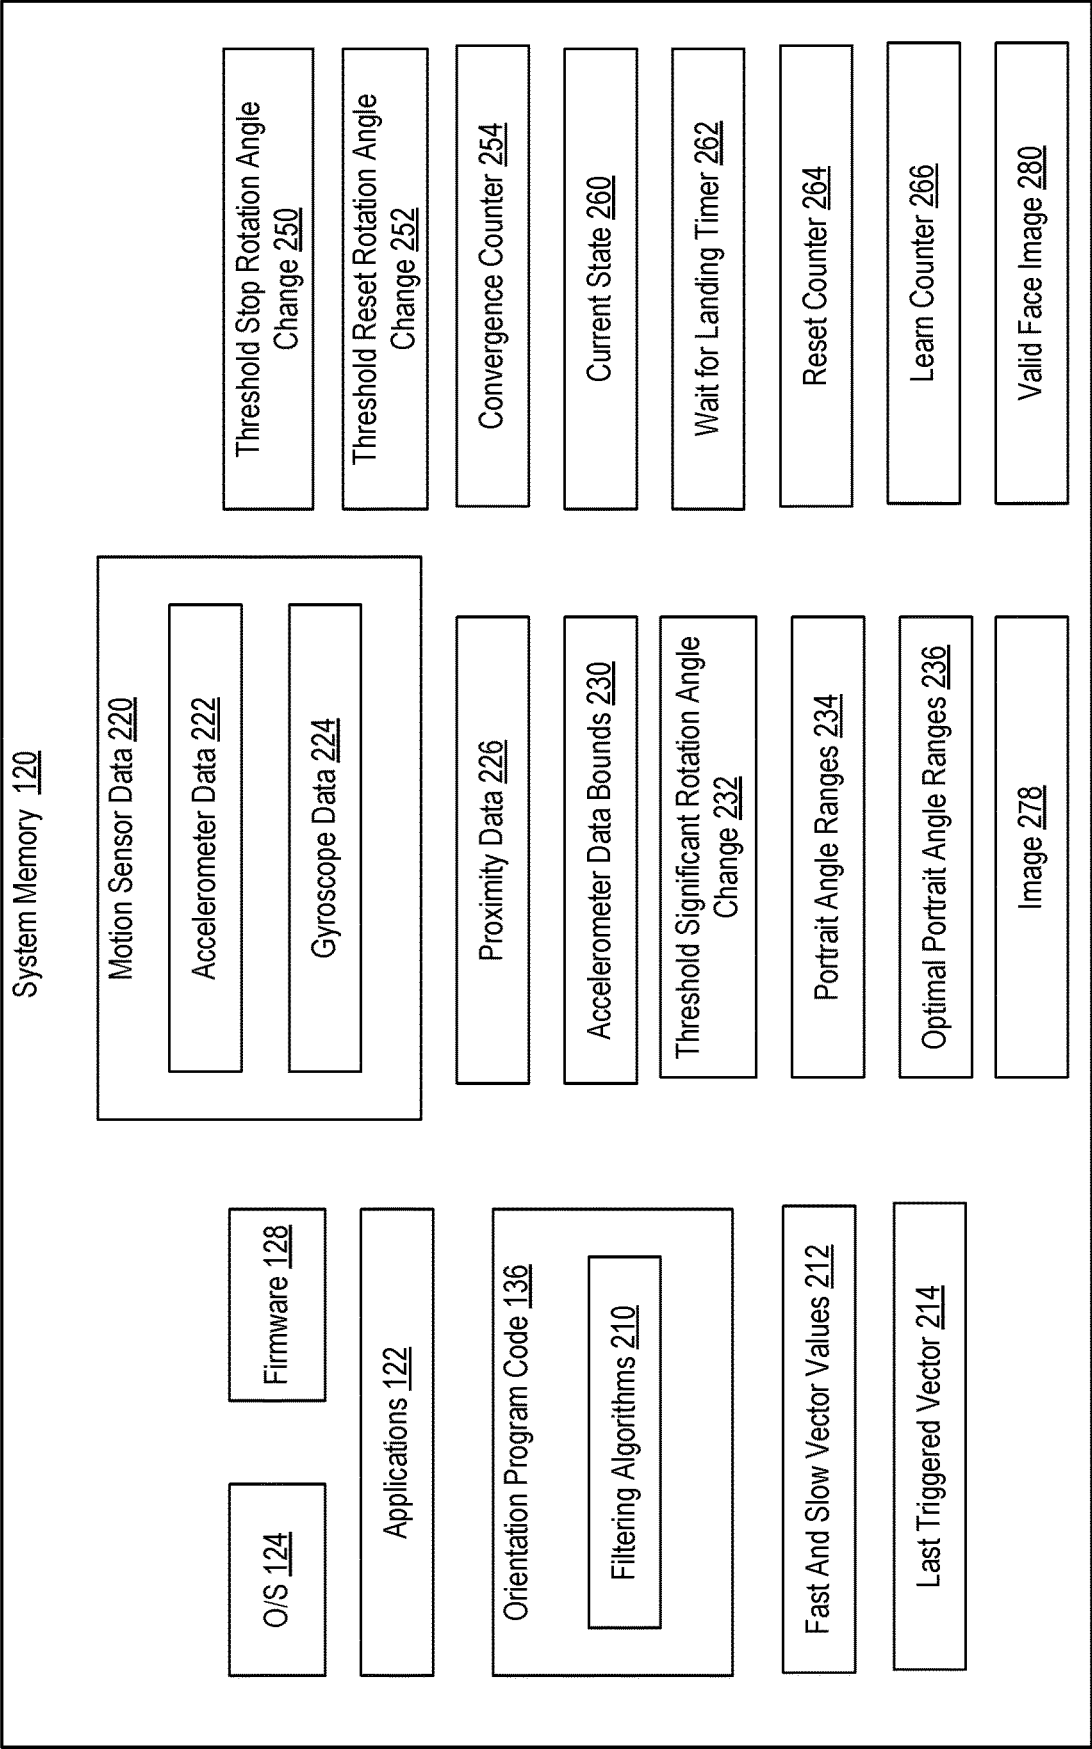 System Memory 120
O/S 124
Firmware 128
Applications 122
Orientation Program Code 136
Filtering Algorithms 210
Fast And Slow Vector Values 212
Last Triggered Vector 214
Motion Sensor Data 220
Accelerometer Data 222
Gyroscope Data 224
Proximity Data 226
Accelerometer Data Bounds 230
Threshold Significant Rotation Angle
Change 232
Portrait Angle Ranges 234
Optimal Portrait Angle Ranges 236
Image 278
Threshold Stop Rotation Angle
Change 250
Threshold Reset Rotation Angle
Change 252
Convergence Counter 254
Current State 260
Wait for Landing Timer 262
Reset Counter 264
Learn Counter 266
Valid Face Image 280